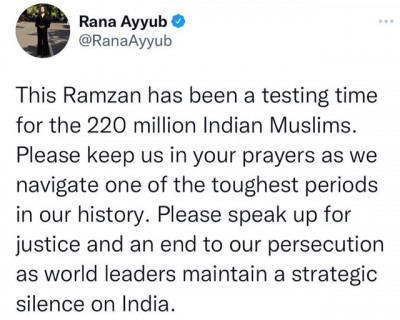 Rana Ayyub
@RanaAyyub
This Ramzan has been a testing time
for the 220 million Indian Muslims.
Please keep us in your prayers as we
navigate one of the toughest periods
in our history. Please speak up for
justice and an end to our persecution
as world leaders maintain a strategic
silence on India.